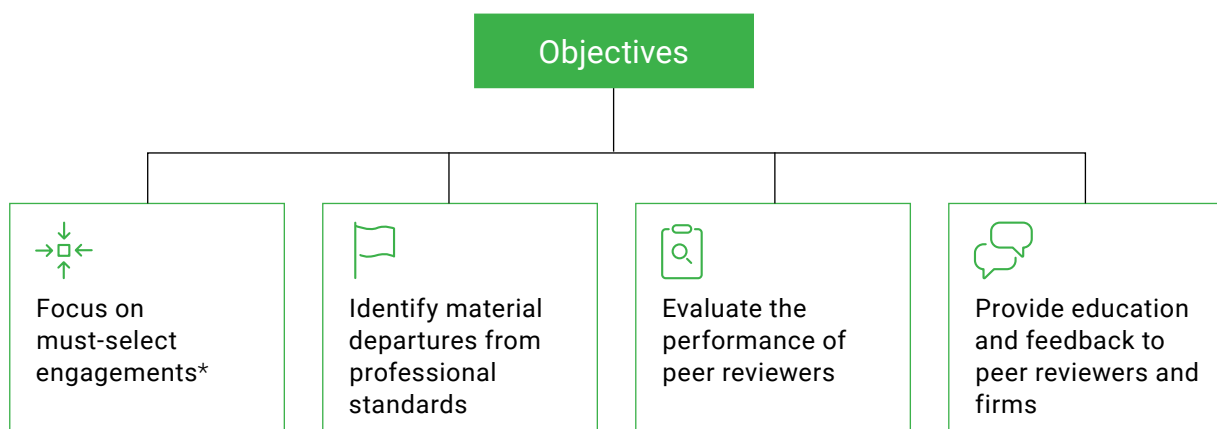 Objectives
Focus on
must-select
engagements*
Identify material
departures from
professional
standards
Evaluate the
performance of
peer reviewers
Provide education
and feedback to
peer reviewers and
firms